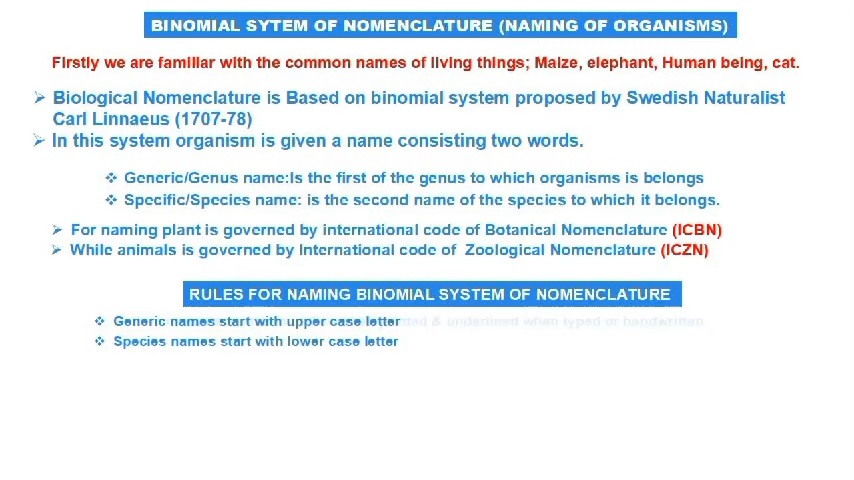 BINOMIAL SYTEM OF NOMENCLATURE (NAMING OF ORGANISMS)
Firstly we are familiar with the common names of living things; Maize, elephant, Human being, cat.
➢ Biological Nomenclature is Based on binomial system proposed by Swedish Naturalist
Carl Linnaeus (1707-78)
➢ In this system organism is given a name consisting two words.
❖ Generic/Genus name:Is the first of the genus to which organisms is belongs
❖ Specific/Species name: is the second name of the species to which it belongs.
➢ For naming plant is governed by international code of Botanical Nomenclature (ICBN)
➢ While animals is governed by International code of Zoological Nomenclature (ICZN)
RULES FOR NAMING BINOMIAL SYSTEM OF NOMENCLATURE
❖ Generic names start with upper case letter & underlined when typed or handwritten
❖ Species names start with lower case letter